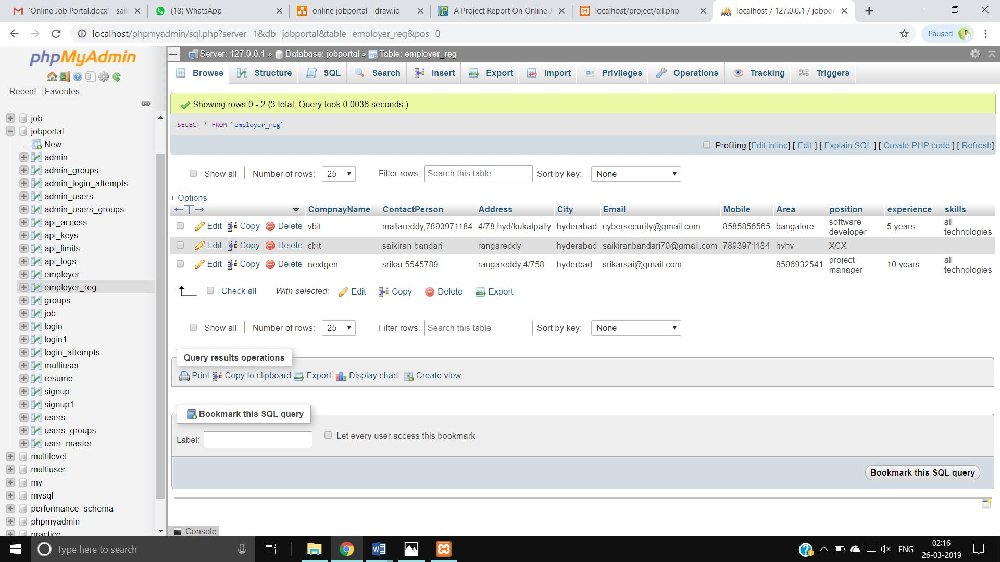 'Online Job Portal.docx' - saik
(18) WhatsApp
online jobportal - draw.io
A Project Report On Online J
localhost/project/all.php
PMA localhost / 127.0.0.1 / jobpor
localhost/phpmyadmin/sql.php?server=1&db=jobportal&table=employer_reg&pos=0
Paused
phpMyAdmin
Recent Favorites
job
jobportal
New
admin
admin_groups
admin_login_attempts
admin_users
admin_users_groups
api_access
api_keys
api_limits
api_logs
employer
employer_reg
groups
job
login
login1
login_attempts
multiuser
resume
signup
signup1
users
users_groups
user_master
multilevel
multiuser
my
mysql
performance_schema
phpmyadmin
practice
Server: 127.0.0.1 » Database: jobportal » Table: employer_reg
Browse Structure SQL Search Insert Export Import Privileges Operations Tracking Triggers
Showing rows 0 - 2 (3 total, Query took 0.0036 seconds.)
SELECT * FROM `employer_reg`
Profiling [Edit inline] [ Edit ] [ Explain SQL ] [ Create PHP code ] [ Refresh]
Show all | Number of rows: 25 Filter rows: Search this table Sort by key: None
+ Options
←T→ CompnayName ContactPerson Address City Email Mobile Area position experience skills
Edit Copy Delete vbit mallareddy,7893971184 4/78,hyd/kukatpally hyderabad cybersecurity@gmail.com 8585856565 bangalore software developer 5 years all technologies
Edit Copy Delete cbit saikiran bandari rangareddy hyderabad saikiranbandari70@gmail.com 7893971184 hvhv XCX
Edit Copy Delete nextgen srikar,5545789 rangareddy,4/758 hyderbad srikarsai@gmail.com 8596932541 project manager 10 years all technologies
Check all With selected: Edit Copy Delete Export
Show all | Number of rows: 25 Filter rows: Search this table Sort by key: None
Query results operations
Print Copy to clipboard Export Display chart Create view
Bookmark this SQL query
Label: Let every user access this bookmark
Bookmark this SQL query
Console
Type here to search
ENG
02:16
26-03-2019